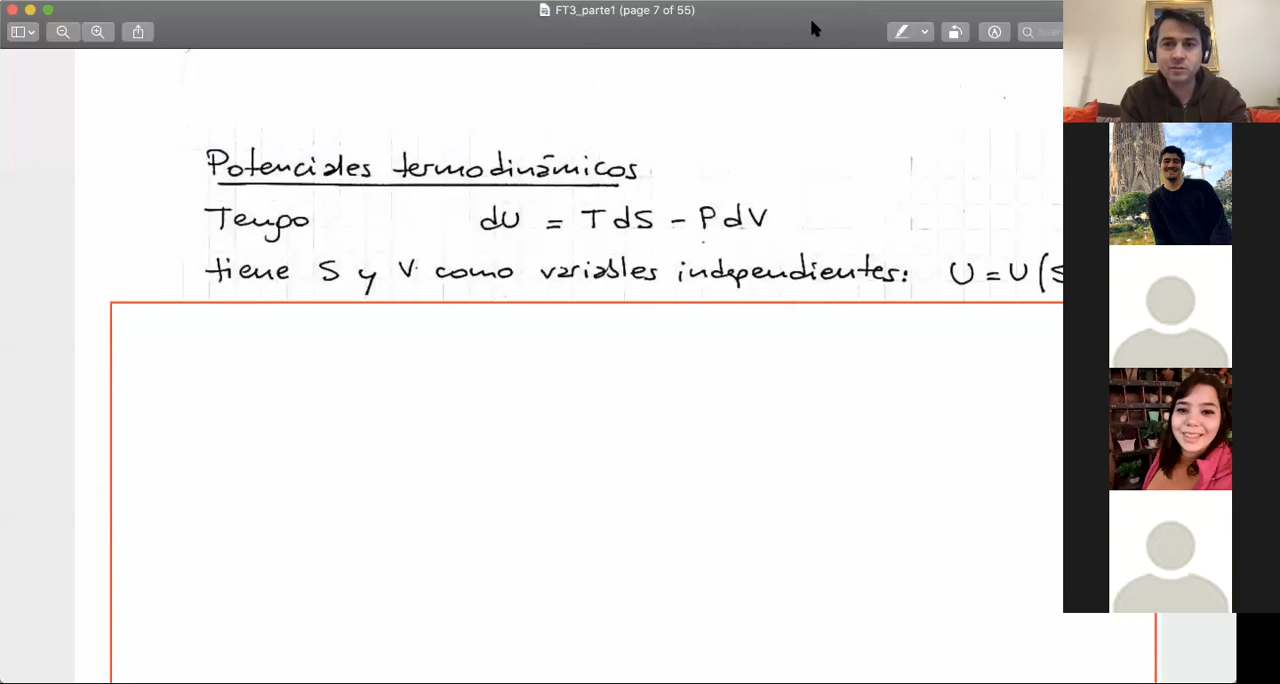 FT3_parte1 (page 7 of 55)
Potenciales termodinámicos
Tengo dU = TdS - PdV
tiene S y V como variables independientes: U = U (S